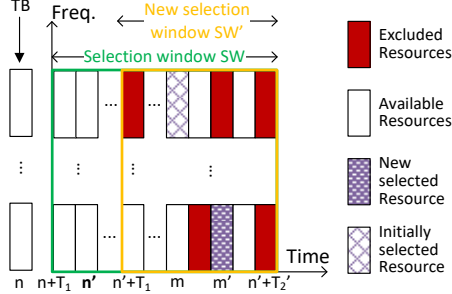 TB
Freq.
New selection
window SW'
Selection window SW
... ...
... ...
Time
n n+T₁ n' n'+T₁ m m' n'+T₂'
Excluded
Resources
Available
Resources
New
selected
Resource
Initially
selected
Resource